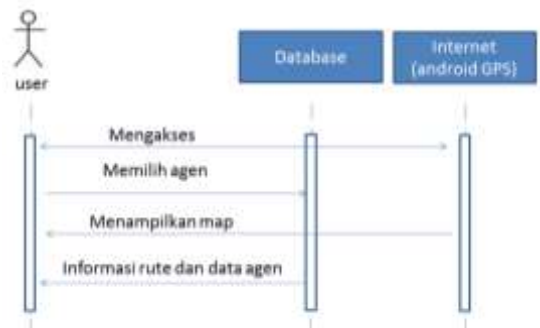 user
Database
Internet
(android GPS)
Mengakses
Memilih agen
Menampilkan map
Informasi rute dan data agen